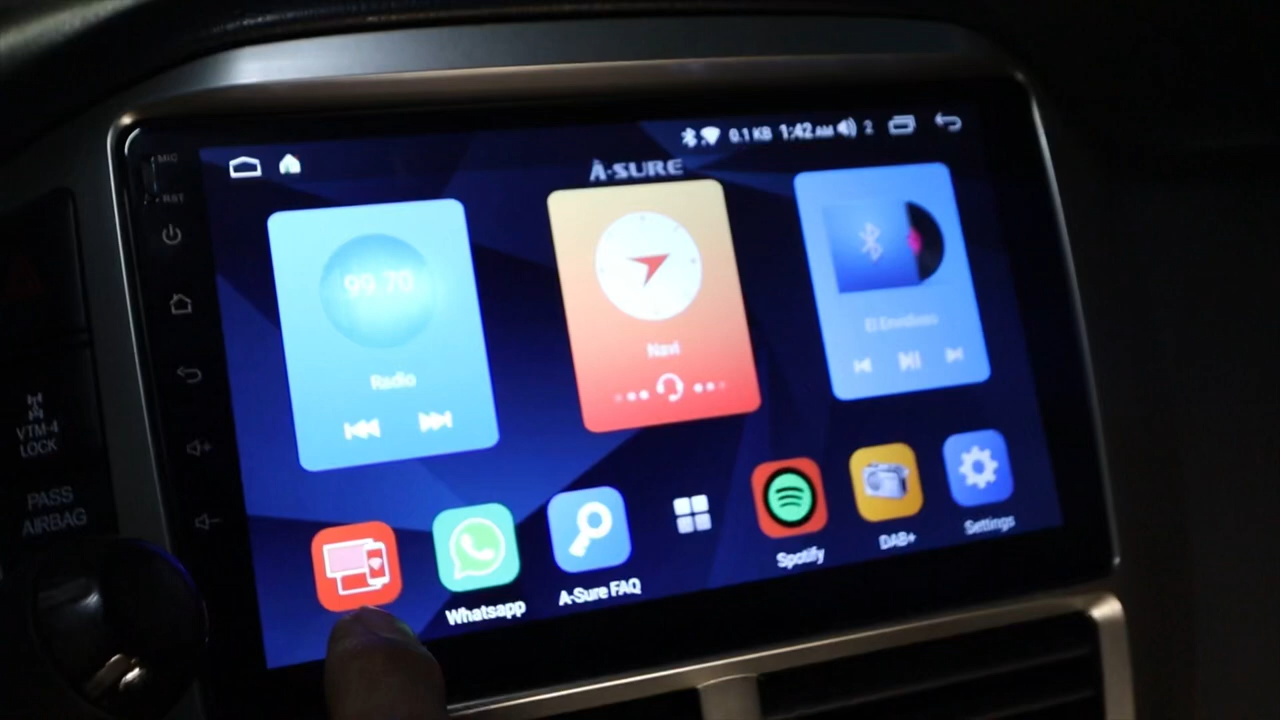 MIC
RST
0.1 KB 1:42 AM 2
A·SURE
99.70
Radio
Navi
VTM-4
LOCK
PASS
AIRBAG
Whatsapp
A-Sure FAQ
Spotify
DAB+
Settings